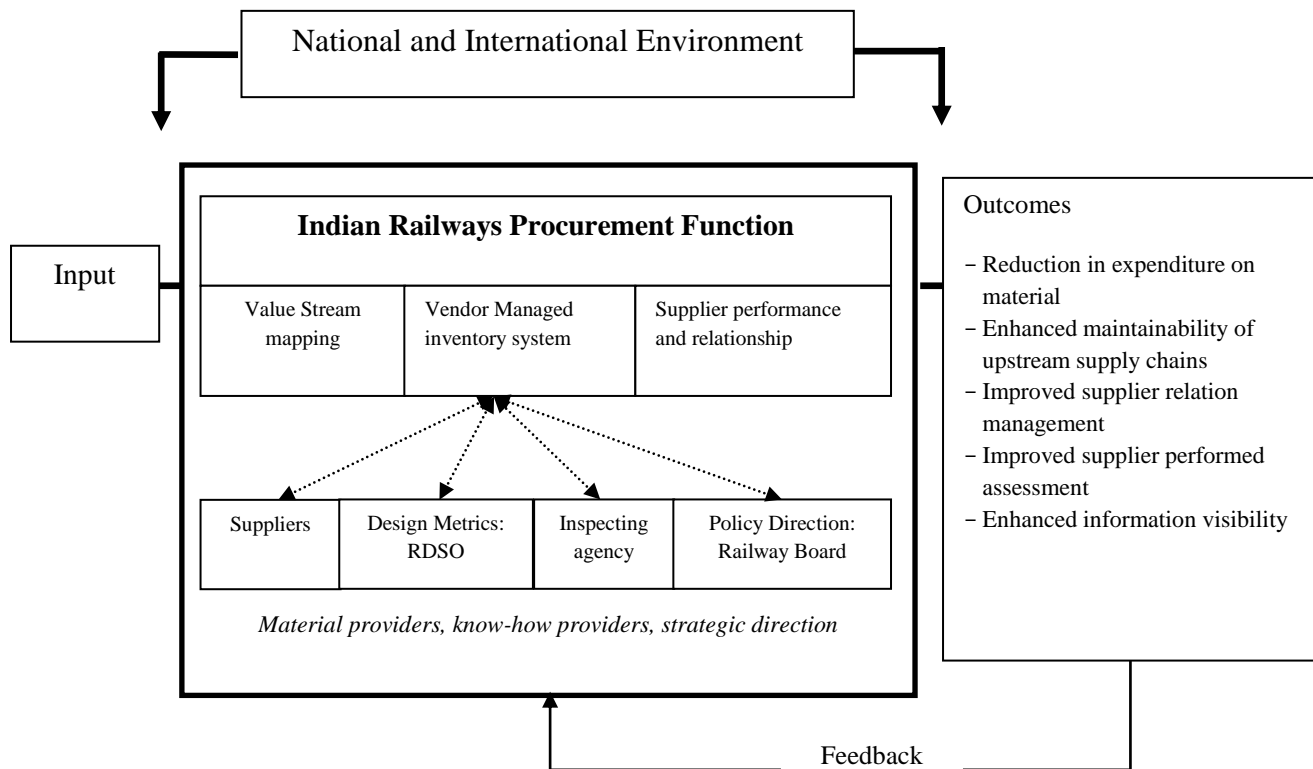 National and International Environment
Input
Indian Railways Procurement Function
Value Stream
mapping
Vendor Managed
inventory system
Supplier performance
and relationship
Suppliers
Design Metrics:
RDSO
Inspecting
agency
Policy Direction:
Railway Board
Material providers, know-how providers, strategic direction
Outcomes
− Reduction in expenditure on
material
− Enhanced maintainability of
upstream supply chains
− Improved supplier relation
management
− Improved supplier performed
assessment
− Enhanced information visibility
Feedback